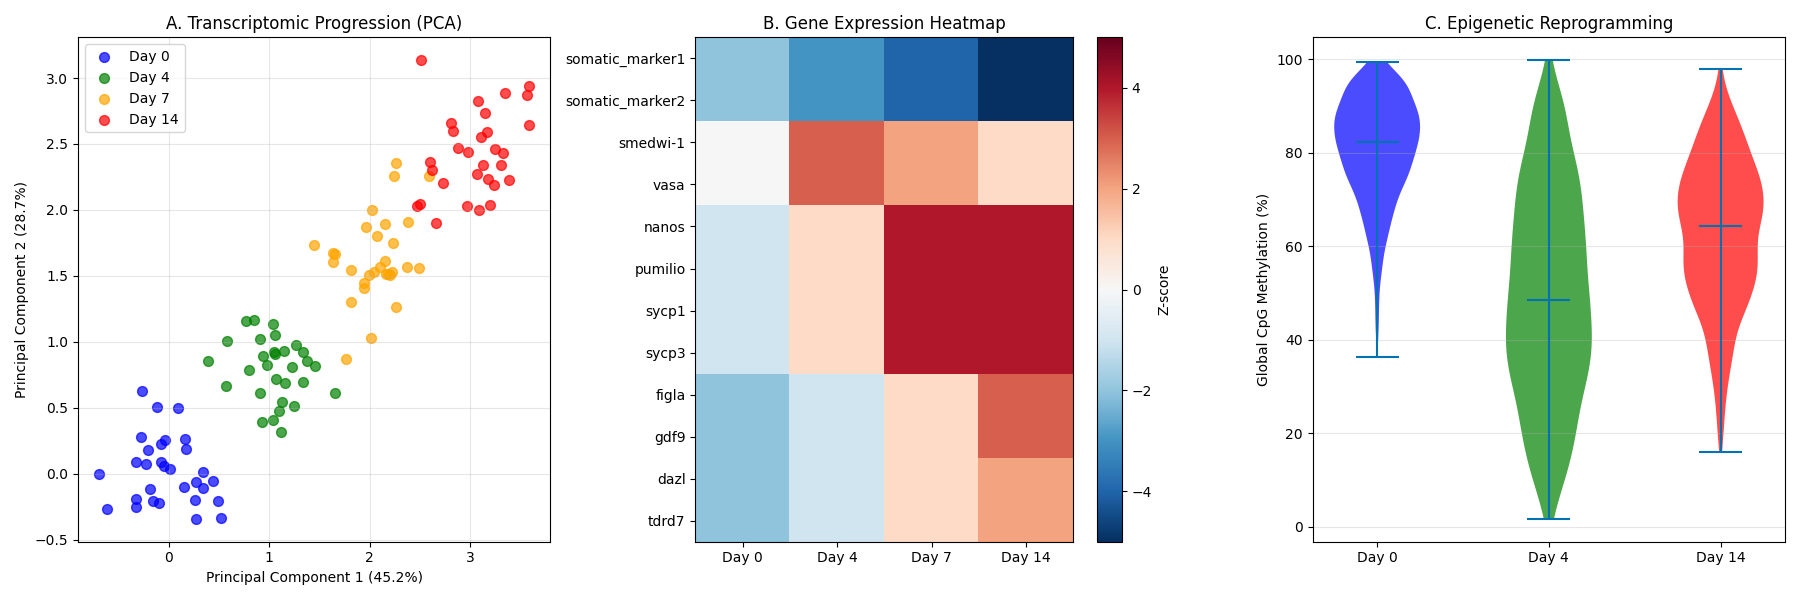 A. Transcriptomic Progression (PCA)
Day 0
Day 4
Day 7
Day 14
3.0
2.5
2.0
1.5
1.0
0.5
0.0
−0.5
Principal Component 2 (28.7%)
0 1 2 3
Principal Component 1 (45.2%)
B. Gene Expression Heatmap
somatic_marker1
somatic_marker2
smedwi-1
vasa
nanos
pumilio
sycp1
sycp3
figla
gdf9
dazl
tdrd7
Day 0 Day 4 Day 7 Day 14
4
2
0
−2
−4
Z-score
C. Epigenetic Reprogramming
100
80
60
40
20
0
Global CpG Methylation (%)
Day 0 Day 4 Day 14